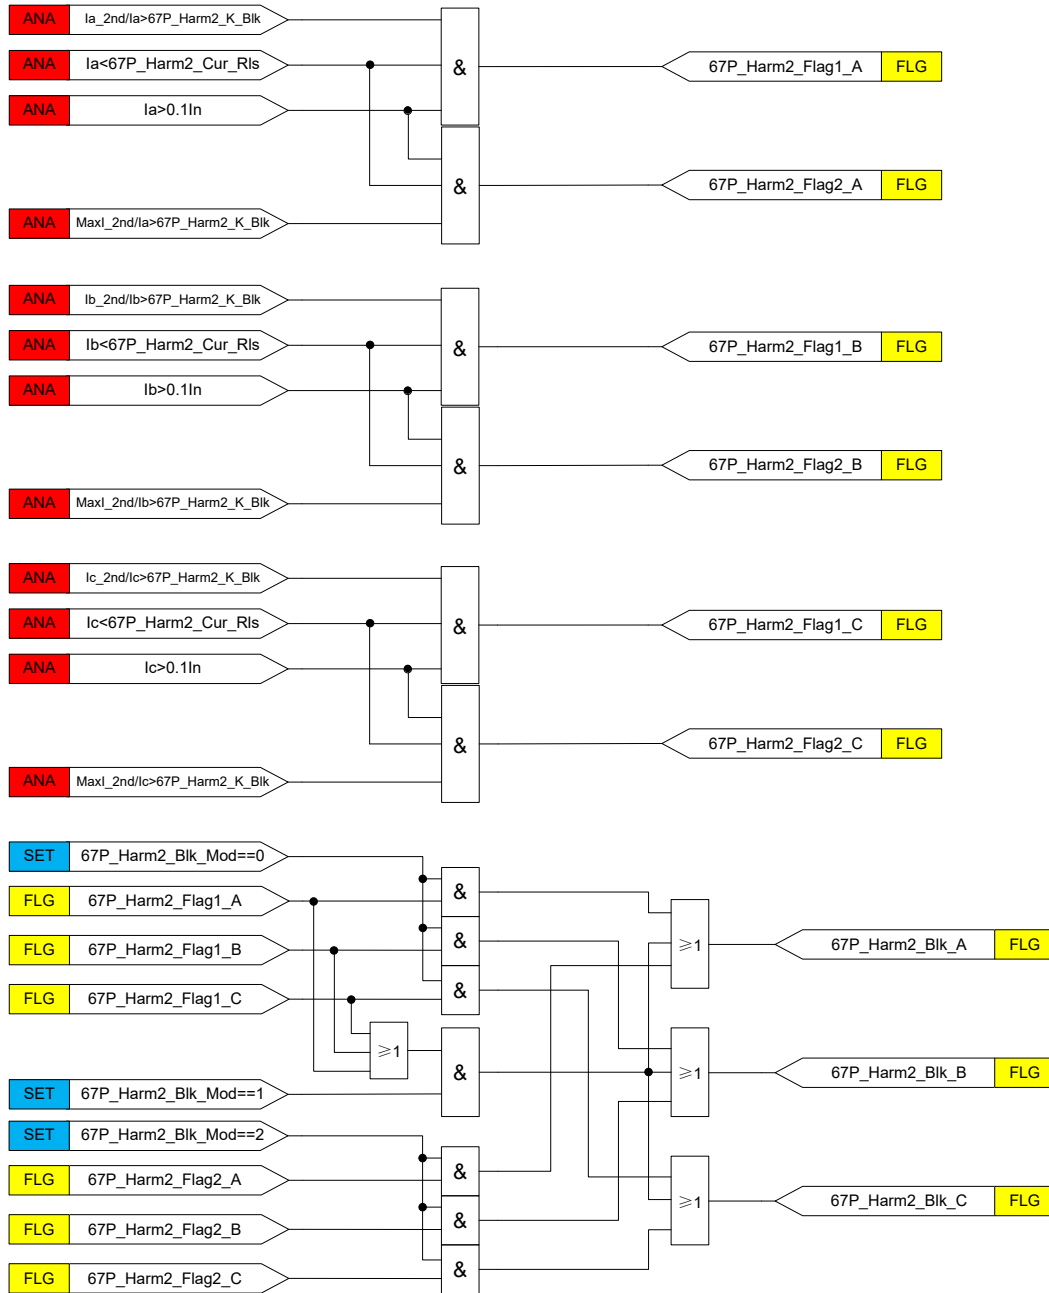 ANA Ia_2nd/Ia>67P_Harm2_K_Blk
ANA Ia<67P_Harm2_Cur_Rls
& 67P_Harm2_Flag1_A FLG
ANA Ia>0.1In
& 67P_Harm2_Flag2_A FLG
ANA MaxI_2nd/Ia>67P_Harm2_K_Blk
ANA Ib_2nd/Ib>67P_Harm2_K_Blk
ANA Ib<67P_Harm2_Cur_Rls
& 67P_Harm2_Flag1_B FLG
ANA Ib>0.1In
& 67P_Harm2_Flag2_B FLG
ANA MaxI_2nd/Ib>67P_Harm2_K_Blk
ANA Ic_2nd/Ic>67P_Harm2_K_Blk
ANA Ic<67P_Harm2_Cur_Rls
& 67P_Harm2_Flag1_C FLG
ANA Ic>0.1In
& 67P_Harm2_Flag2_C FLG
ANA MaxI_2nd/Ic>67P_Harm2_K_Blk
SET 67P_Harm2_Blk_Mod==0
&
FLG 67P_Harm2_Flag1_A
&
≥1 67P_Harm2_Blk_A FLG
FLG 67P_Harm2_Flag1_B
&
FLG 67P_Harm2_Flag1_C
≥1
&
≥1 67P_Harm2_Blk_B FLG
SET 67P_Harm2_Blk_Mod==1
SET 67P_Harm2_Blk_Mod==2
&
FLG 67P_Harm2_Flag2_A
≥1 67P_Harm2_Blk_C FLG
&
FLG 67P_Harm2_Flag2_B
&
FLG 67P_Harm2_Flag2_C